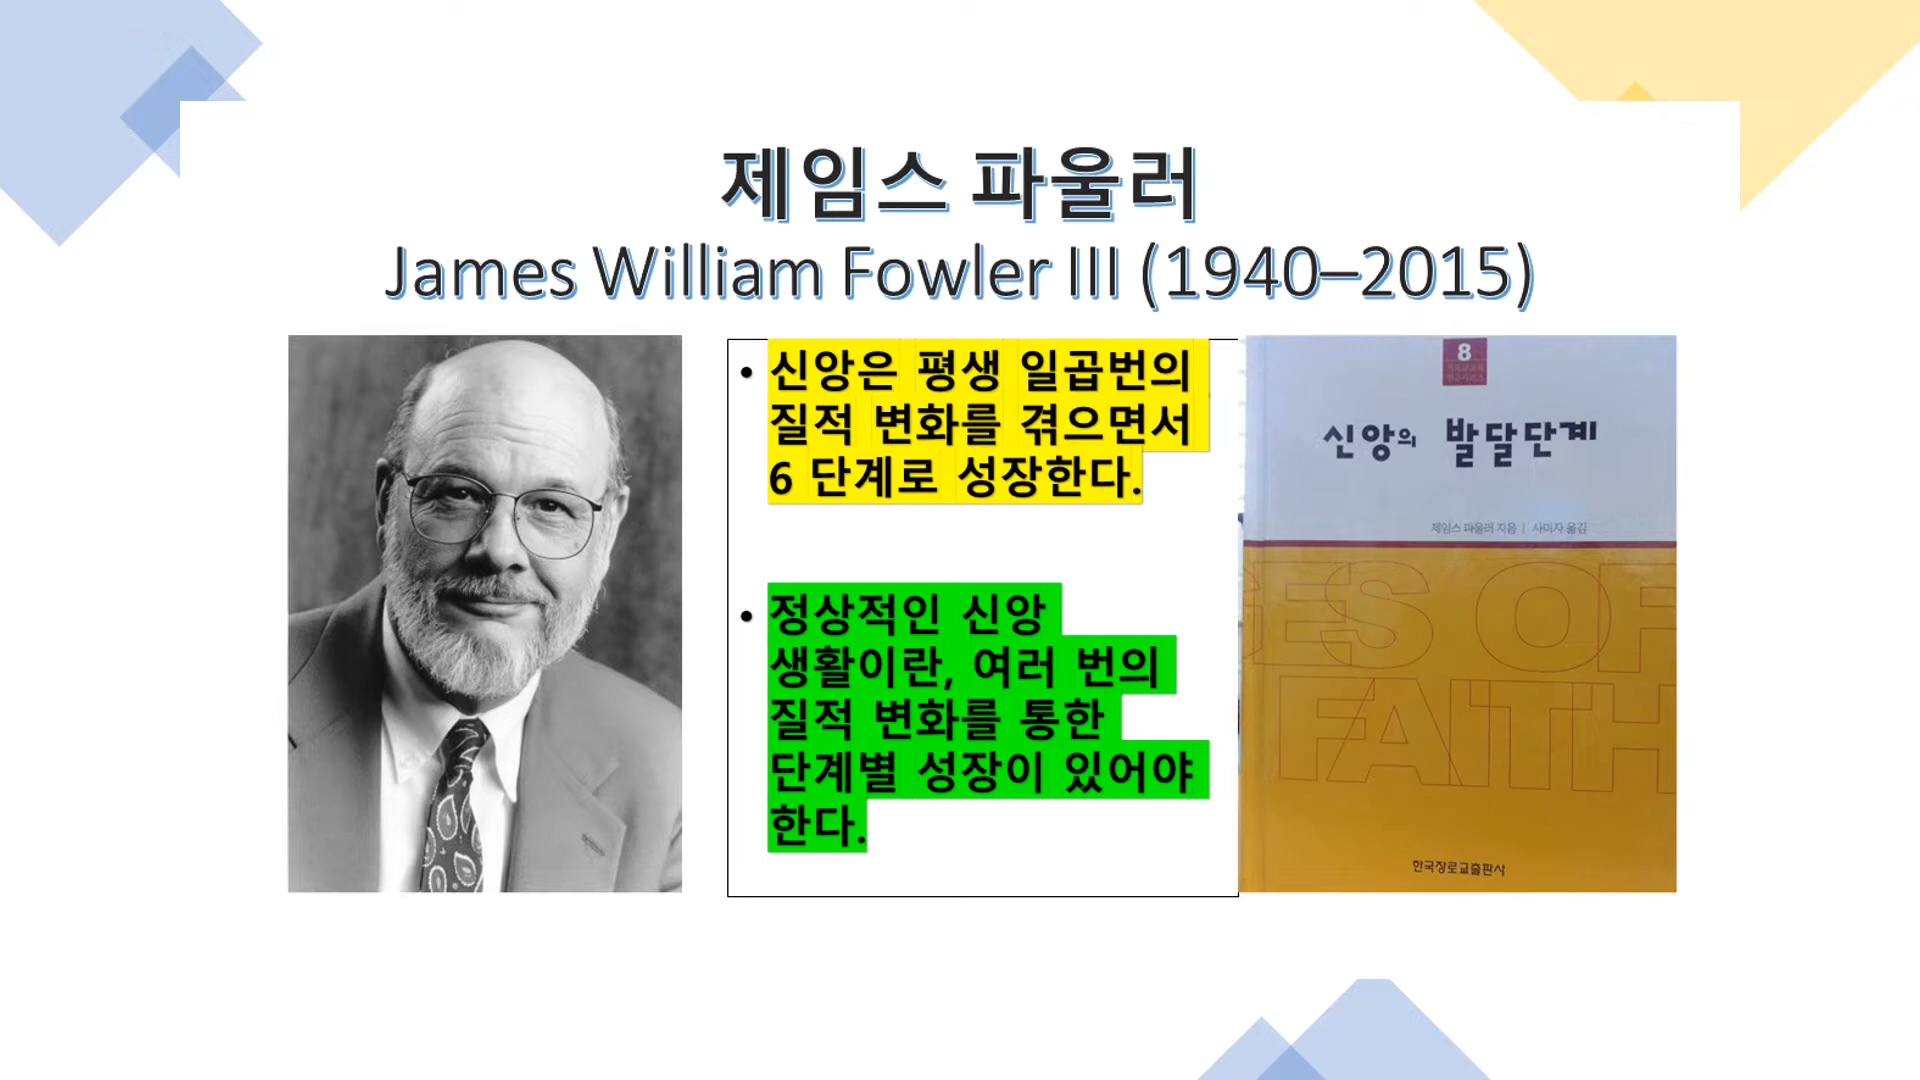 제임스 파울러
James William Fowler III (1940–2015)
• 신앙은 평생 일곱번의
질적 변화를 겪으면서
6 단계로 성장한다.
• 정상적인 신앙
생활이란, 여러 번의
질적 변화를 통한
단계별 성장이 있어야
한다.
8
신앙의 발달단계
제임스 파울러 지음 | 사미자 옮김
GES OF
FAITH
한국장로교출판사